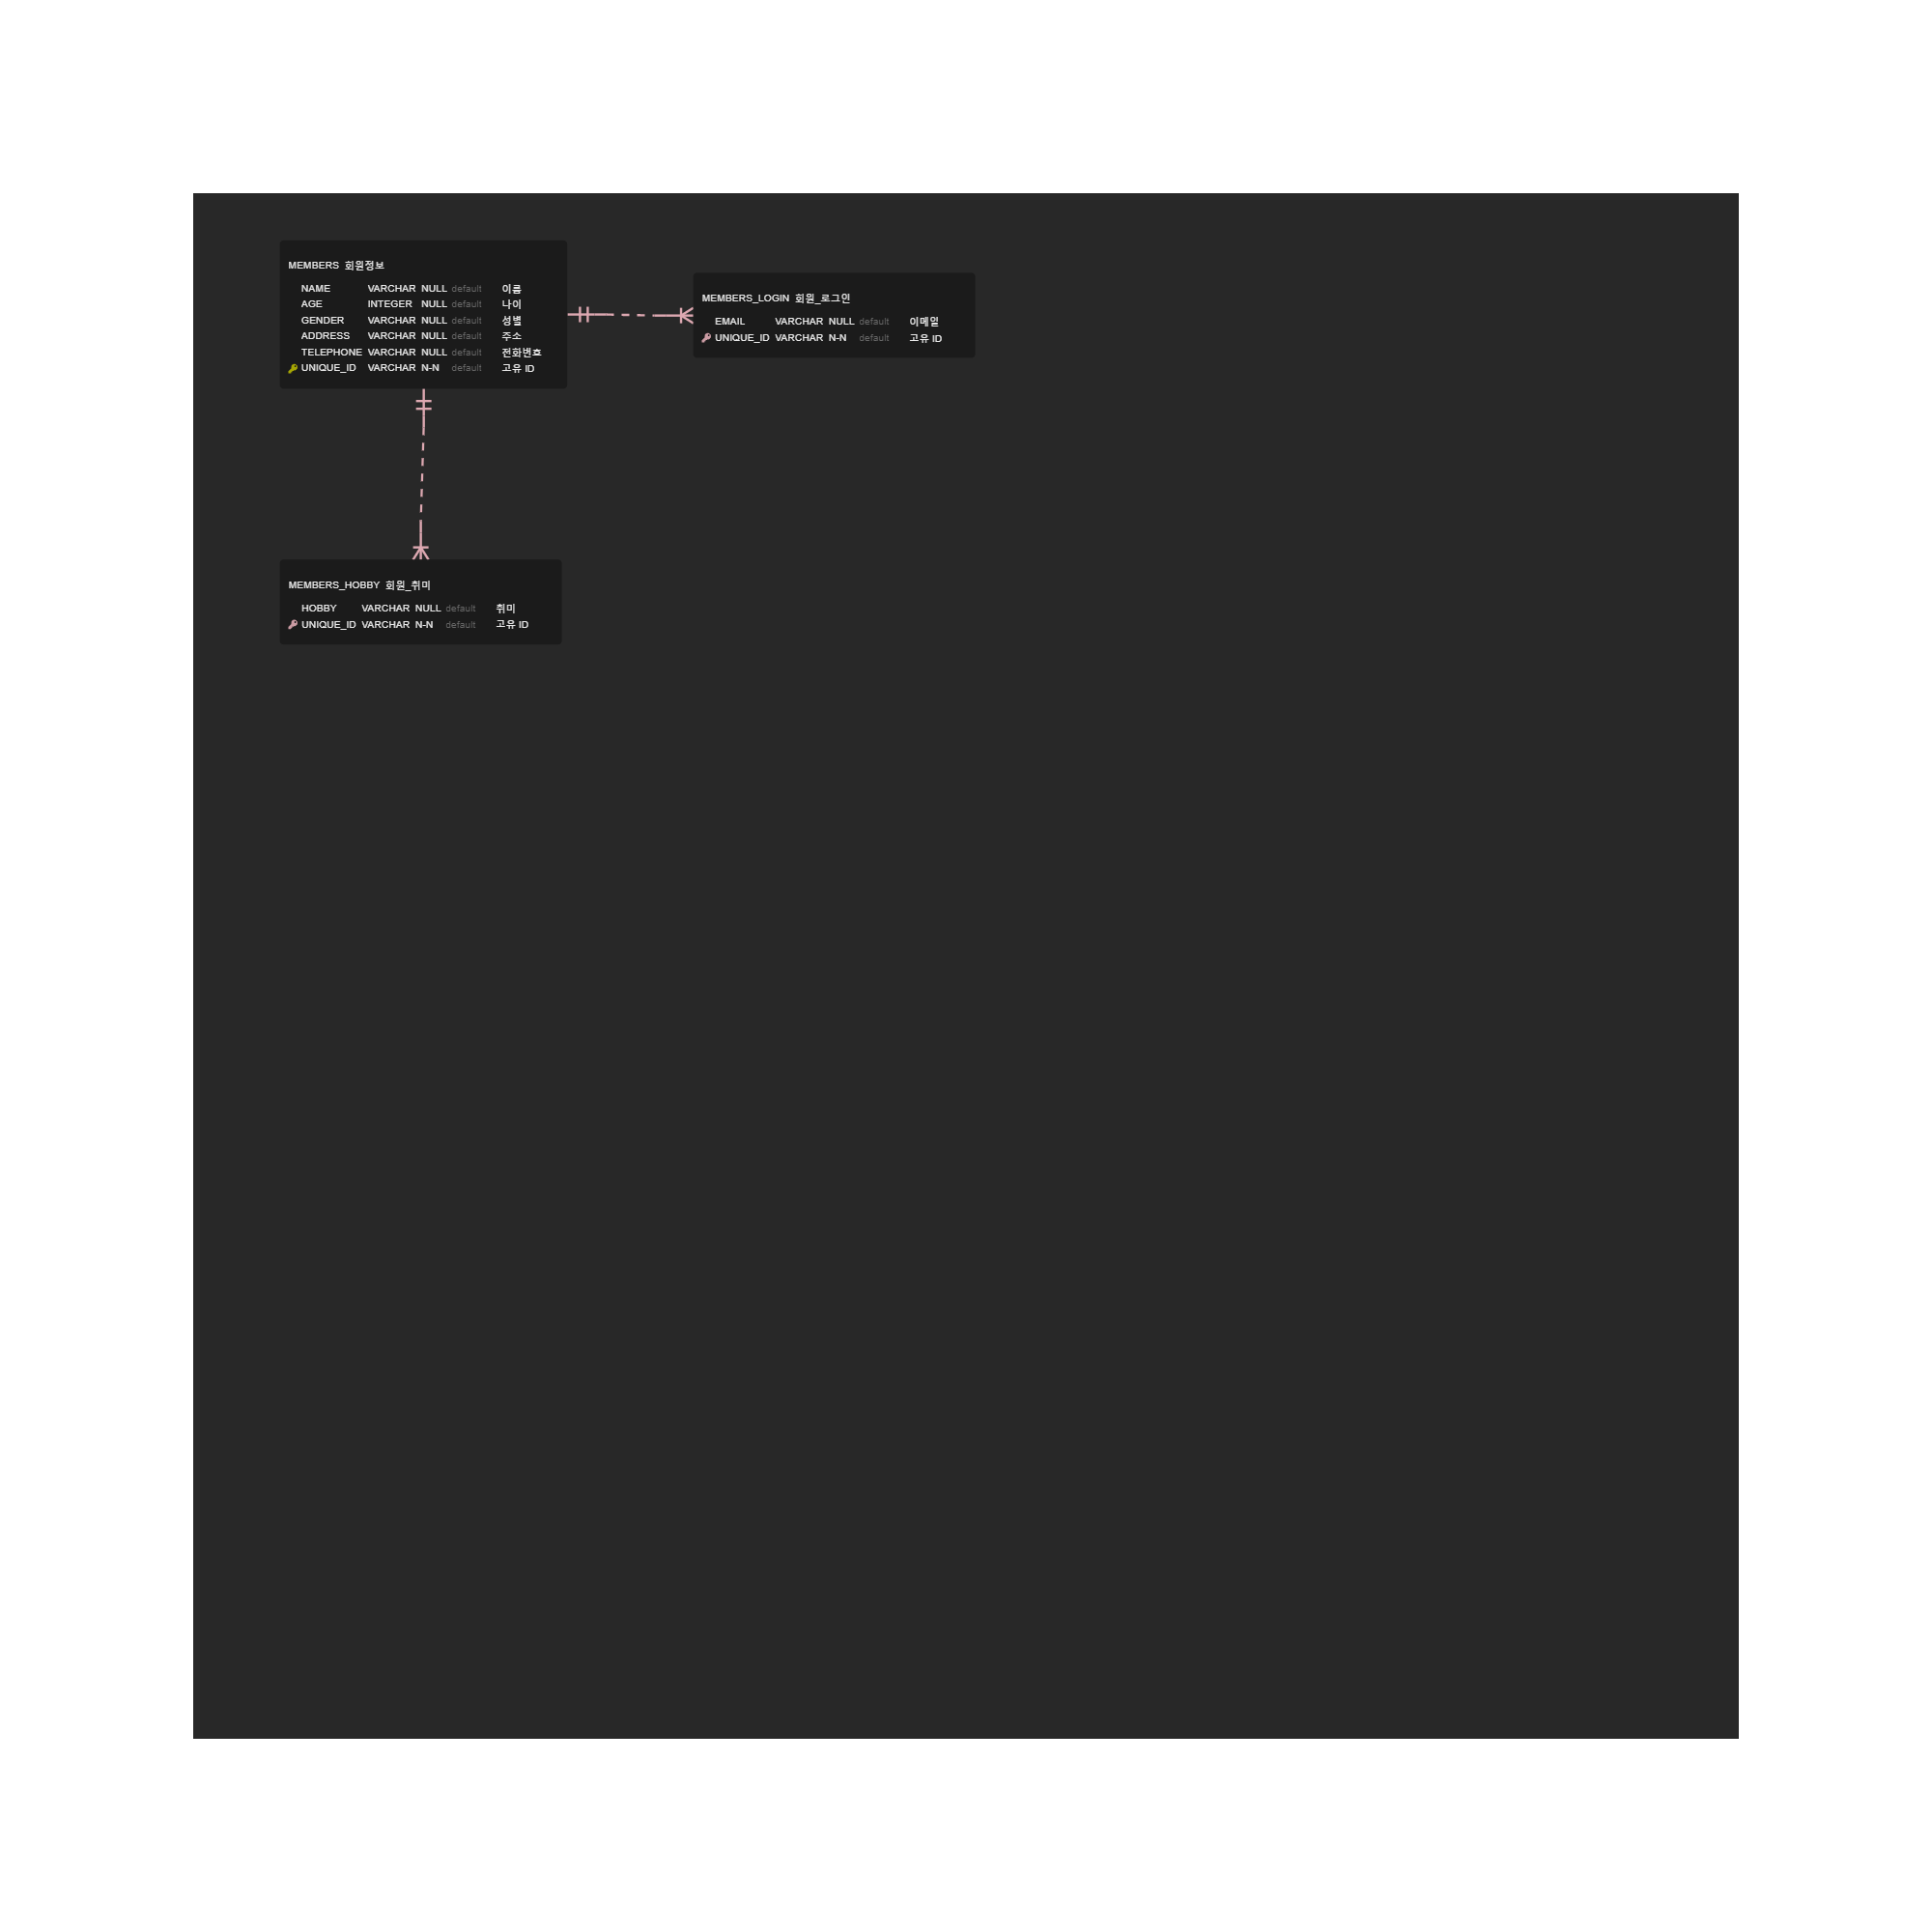 MEMBERS 회원정보
NAME VARCHAR NULL default 이름
AGE INTEGER NULL default 나이
GENDER VARCHAR NULL default 성별
ADDRESS VARCHAR NULL default 주소
TELEPHONE VARCHAR NULL default 전화번호
UNIQUE_ID VARCHAR N-N default 고유 ID
MEMBERS_LOGIN 회원_로그인
EMAIL VARCHAR NULL default 이메일
UNIQUE_ID VARCHAR N-N default 고유 ID
MEMBERS_HOBBY 회원_취미
HOBBY VARCHAR NULL default 취미
UNIQUE_ID VARCHAR N-N default 고유 ID